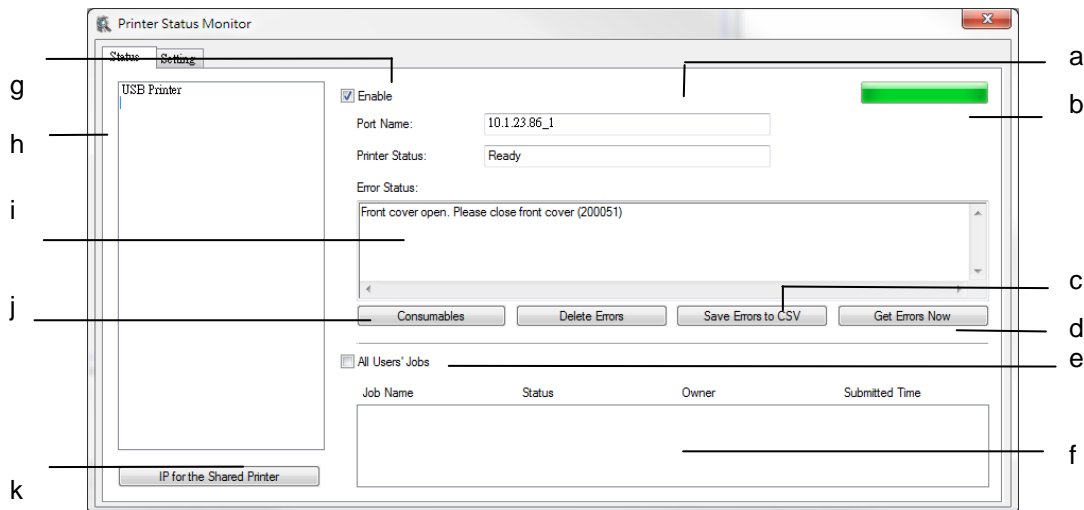 Printer Status Monitor
x
Status Setting
a
g
USB Printer
Enable
b
Port Name: 10.1.23.86_1
h
Printer Status: Ready
Error Status:
i
Front cover open. Please close front cover (200051)
c
j
Consumables Delete Errors Save Errors to CSV Get Errors Now
d
All Users' Jobs
e
Job Name Status Owner Submitted Time
f
IP for the Shared Printer
k